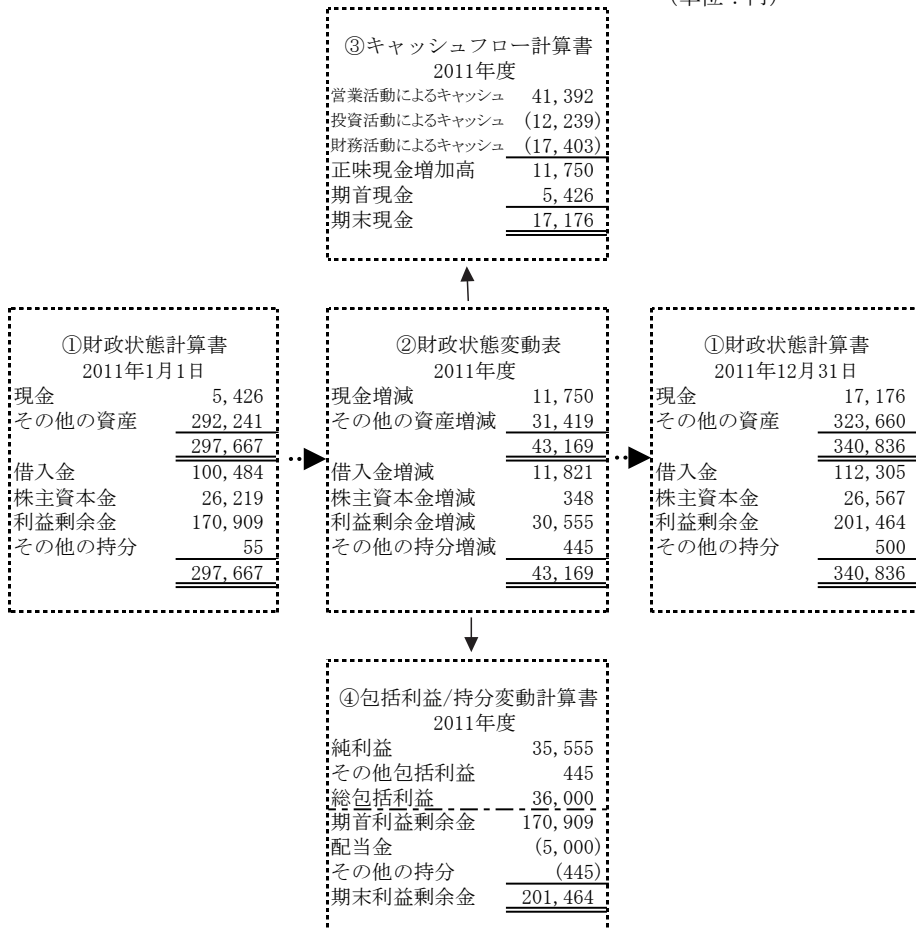 (単位：円)
③キャッシュフロー計算書
2011年度
営業活動によるキャッシュ 41,392
投資活動によるキャッシュ (12,239)
財務活動によるキャッシュ (17,403)
正味現金増加高 11,750
期首現金 5,426
期末現金 17,176
①財政状態計算書
2011年1月1日
現金 5,426
その他の資産 292,241
297,667
借入金 100,484
株主資本金 26,219
利益剰余金 170,909
その他の持分 55
297,667
②財政状態変動表
2011年度
現金増減 11,750
その他の資産増減 31,419
43,169
借入金増減 11,821
株主資本金増減 348
利益剰余金増減 30,555
その他の持分増減 445
43,169
①財政状態計算書
2011年12月31日
現金 17,176
その他の資産 323,660
340,836
借入金 112,305
株主資本金 26,567
利益剰余金 201,464
その他の持分 500
340,836
④包括利益/持分変動計算書
2011年度
純利益 35,555
その他包括利益 445
総包括利益 36,000
期首利益剰余金 170,909
配当金 (5,000)
その他の持分 (445)
期末利益剰余金 201,464